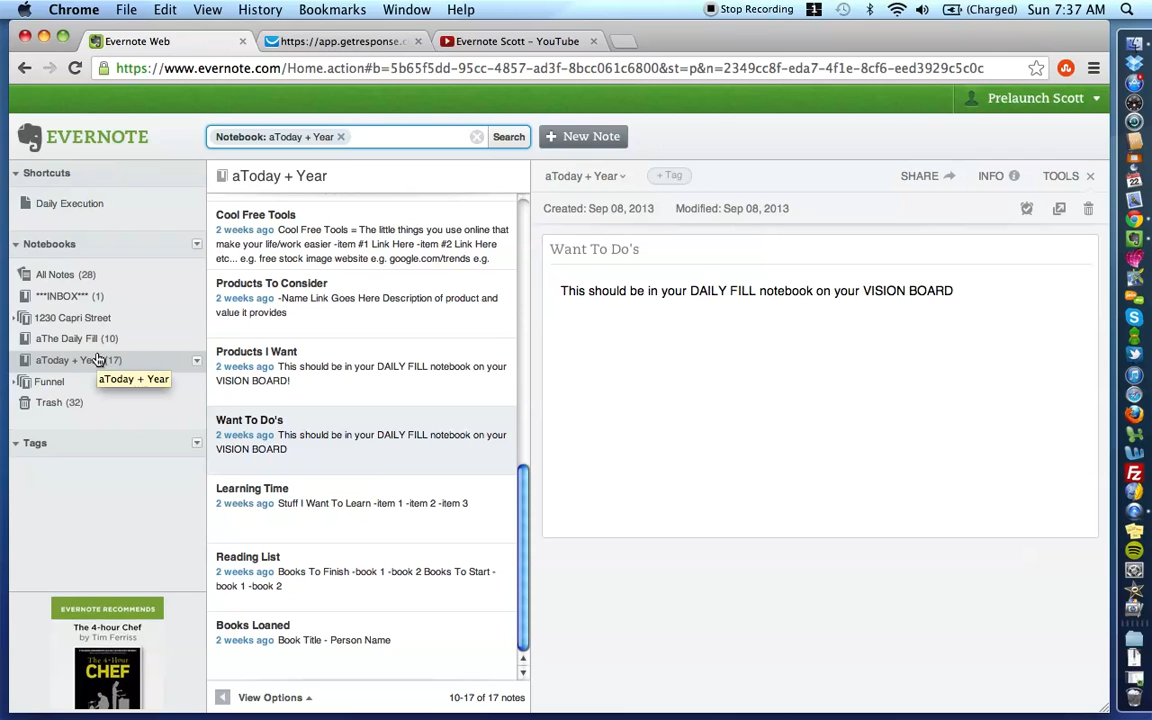 Chrome File Edit View History Bookmarks Window Help Stop Recording 1 (Charged) Sun 7:37 AM
Evernote Web × https://app.getresponse.c × Evernote Scott - YouTube ×
https://www.evernote.com/Home.action#b=5b65f5dd-95cc-4857-ad3f-8bcc061c6800&st=p&n=2349cc8f-eda7-4f1e-8cf6-eed3929c5c0c
Prelaunch Scott
EVERNOTE
Notebook: aToday + Year × Search + New Note
Shortcuts
Daily Execution
Notebooks
All Notes (28)
***INBOX*** (1)
1230 Capri Street
aThe Daily Fill (10)
aToday + (17)
aToday + Year
Funnel
Trash (32)
Tags
EVERNOTE RECOMMENDS
The 4-hour Chef
by Tim Ferriss
The 4-Hour
CHEF
aToday + Year
Cool Free Tools
2 weeks ago Cool Free Tools = The little things you use online that
make your life/work easier -item #1 Link Here -item #2 Link Here
etc... e.g. free stock image website e.g. google.com/trends e.g.
Products To Consider
2 weeks ago -Name Link Goes Here Description of product and
value it provides
Products I Want
2 weeks ago This should be in your DAILY FILL notebook on your
VISION BOARD!
Want To Do's
2 weeks ago This should be in your DAILY FILL notebook on your
VISION BOARD
Learning Time
2 weeks ago Stuff I Want To Learn -item 1 -item 2 -item 3
Reading List
2 weeks ago Books To Finish -book 1 -book 2 Books To Start -
book 1 -book 2
Books Loaned
2 weeks ago Book Title - Person Name
View Options 10-17 of 17 notes
aToday + Year + Tag SHARE INFO TOOLS ×
Created: Sep 08, 2013 Modified: Sep 08, 2013
Want To Do's
This should be in your DAILY FILL notebook on your VISION BOARD